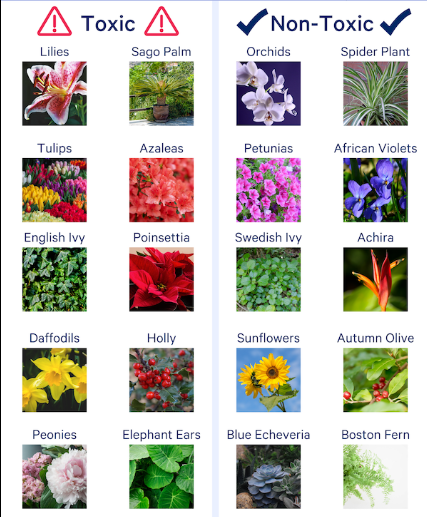 Toxic
Non-Toxic
Lilies
Sago Palm
Orchids
Spider Plant
Tulips
Azaleas
Petunias
African Violets
English Ivy
Poinsettia
Swedish Ivy
Achira
Daffodils
Holly
Sunflowers
Autumn Olive
Peonies
Elephant Ears
Blue Echeveria
Boston Fern